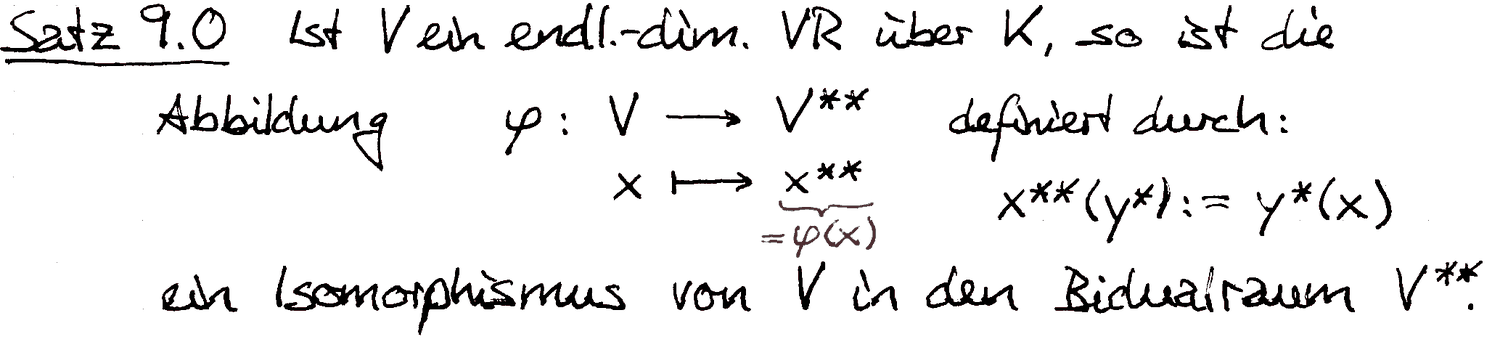 Satz 9.0 Ist V ein endl.-dim. VR über K, so ist die
Abbildung φ: V → V** definiert durch:
x ↦ x** x**(y*) := y*(x)
=φ(x)
ein Isomorphismus von V in den Bidualraum V**.